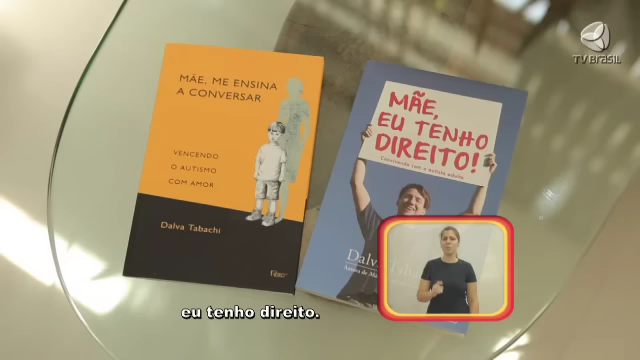 TV BRASIL
MÃE, ME ENSINA
A CONVERSAR
VENCENDO
O AUTISMO
COM AMOR
Dalva Tabachi
MÃE,
EU TENHO
DIREITO!
Convivendo com o autista adulto
eu tenho direito.